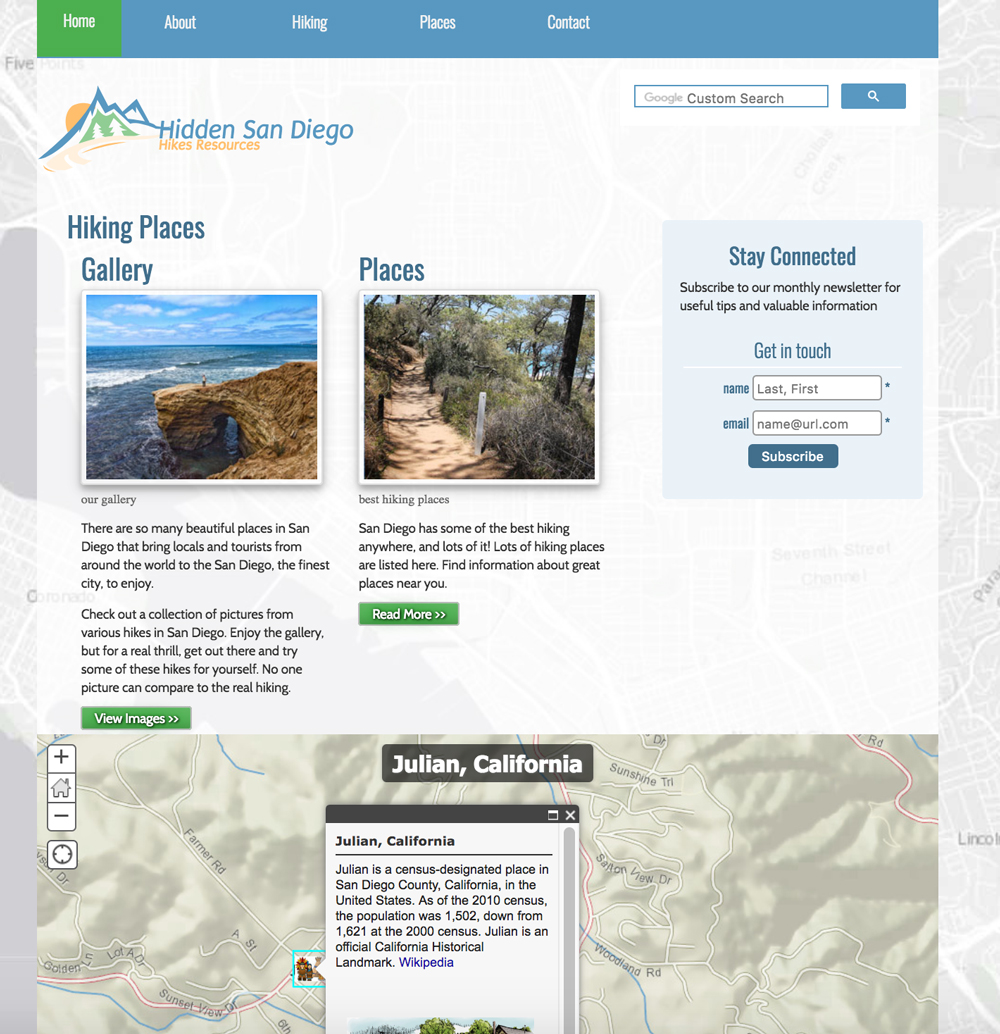 Home About Hiking Places Contact
Five Points
Google Custom Search
Hidden San Diego
Hikes Resources
Hiking Places
Gallery
our gallery
There are so many beautiful places in San
Diego that bring locals and tourists from
around the world to the San Diego, the finest
city, to enjoy.
Check out a collection of pictures from
various hikes in San Diego. Enjoy the gallery,
but for a real thrill, get out there and try
some of these hikes for yourself. No one
picture can compare to the real hiking.
View Images >>
Places
best hiking places
San Diego has some of the best hiking
anywhere, and lots of it! Lots of hiking places
are listed here. Find information about great
places near you.
Read More >>
Stay Connected
Subscribe to our monthly newsletter for
useful tips and valuable information
Get in touch
name Last, First *
email name@url.com *
Subscribe
Creek
Seventh Street
Channel
Coronado
+
−
Julian, California
Julian, California
Julian is a census-designated place in
San Diego County, California, in the
United States. As of the 2010 census,
the population was 1,502, down from
1,621 at the 2000 census. Julian is an
official California Historical
Landmark. Wikipedia
Rd
Sunshine Trl
Farmer Rd
Salton View Dr
Dr
A St
Lot A Dr
Golden Ln
Sunset View Dr
Woodland Rd
6th